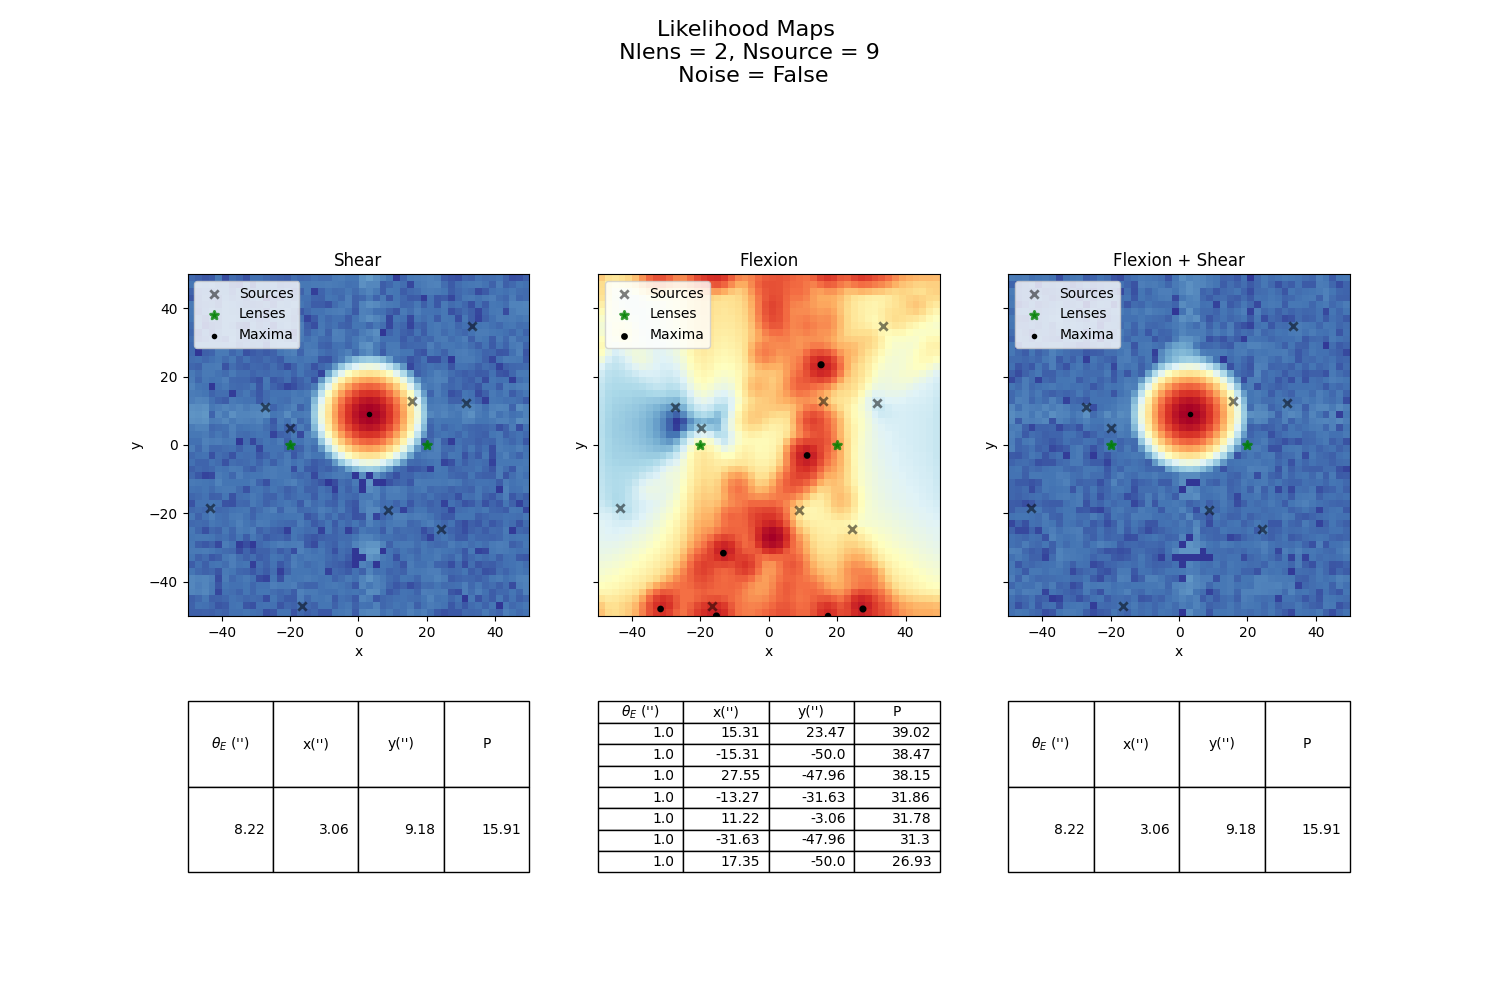 Likelihood Maps
Nlens = 2, Nsource = 9
Noise = False
Shear
Sources
Lenses
Maxima
40
20
0
−20
−40
y
−40 −20 0 20 40
x
Flexion
Sources
Lenses
Maxima
y
−40 −20 0 20 40
x
Flexion + Shear
Sources
Lenses
Maxima
y
−40 −20 0 20 40
x
θ_E ('') x('') y('') P
8.22 3.06 9.18 15.91
θ_E ('') x('') y('') P
1.0 15.31 23.47 39.02
1.0 -15.31 -50.0 38.47
1.0 27.55 -47.96 38.15
1.0 -13.27 -31.63 31.86
1.0 11.22 -3.06 31.78
1.0 -31.63 -47.96 31.3
1.0 17.35 -50.0 26.93
θ_E ('') x('') y('') P
8.22 3.06 9.18 15.91